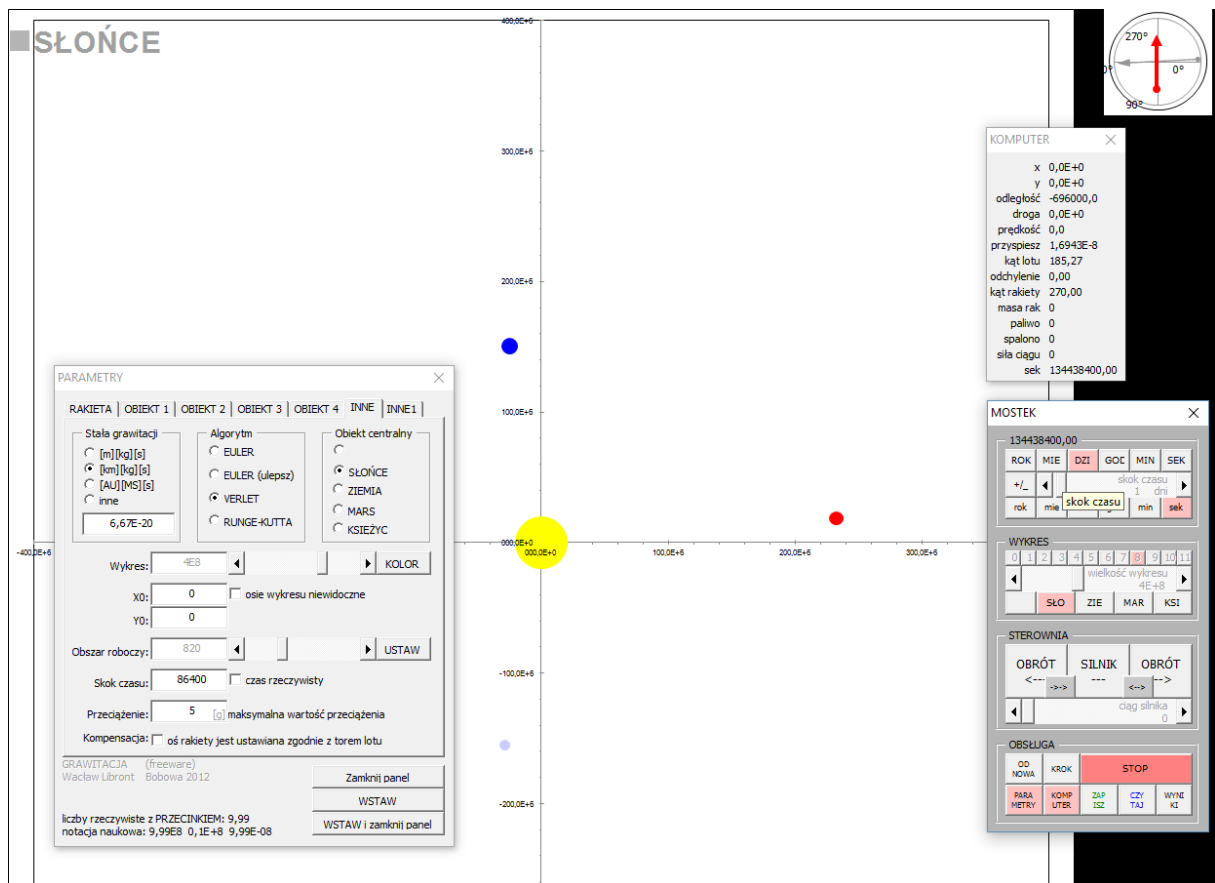 SŁOŃCE
400,0E+6
300,0E+6
200,0E+6
100,0E+6
000,0E+0
-100,0E+6
-200,0E+6
-400,0E+6
000,0E+0
100,0E+6
200,0E+6
300,0E+6
270°
0°
0°
90°
KOMPUTER
x 0,0E+0
y 0,0E+0
odległość -696000,0
droga 0,0E+0
prędkość 0,0
przyspiesz 1,6943E-8
kąt lotu 185,27
odchylenie 0,00
kąt rakiety 270,00
masa rak 0
paliwo 0
spalono 0
siła ciągu 0
sek 134438400,00
PARAMETRY
RAKIETA OBIEKT 1 OBIEKT 2 OBIEKT 3 OBIEKT 4 INNE INNE1
Stała grawitacji
[m][kg][s]
[km][kg][s]
[AU][MS][s]
inne
6,67E-20
Algorytm
EULER
EULER (ulepsz)
VERLET
RUNGE-KUTTA
Obiekt centralny
SŁOŃCE
ZIEMIA
MARS
KSIEŻYC
Wykres: 4E8 KOLOR
X0: 0 osie wykresu niewidoczne
Y0: 0
Obszar roboczy: 820 USTAW
Skok czasu: 86400 czas rzeczywisty
Przeciążenie: 5 [g] maksymalna wartość przeciążenia
Kompensacja: oś rakiety jest ustawiana zgodnie z torem lotu
GRAWITACJA (freeware)
Wacław Libront Bobowa 2012
liczby rzeczywiste z PRZECINKIEM: 9,99
notacja naukowa: 9,99E8 0,1E+8 9,99E-08
Zamknij panel
WSTAW
WSTAW i zamknij panel
MOSTEK
134438400,00
ROK MIE DZI GOD MIN SEK
+/_ skok czasu
1 dni
rok mie min sek
skok czasu
WYKRES
0 1 2 3 4 5 6 7 8 9 10 11
wielkość wykresu
4E+8
SŁO ZIE MAR KSI
STEROWNIA
OBRÓT SILNIK OBRÓT
<--- --- --->
->-> <-->
ciąg silnika
0
OBSŁUGA
OD NOWA KROK STOP
PARA METRY KOMP UTER ZAP ISZ CZY TAJ WYNI KI